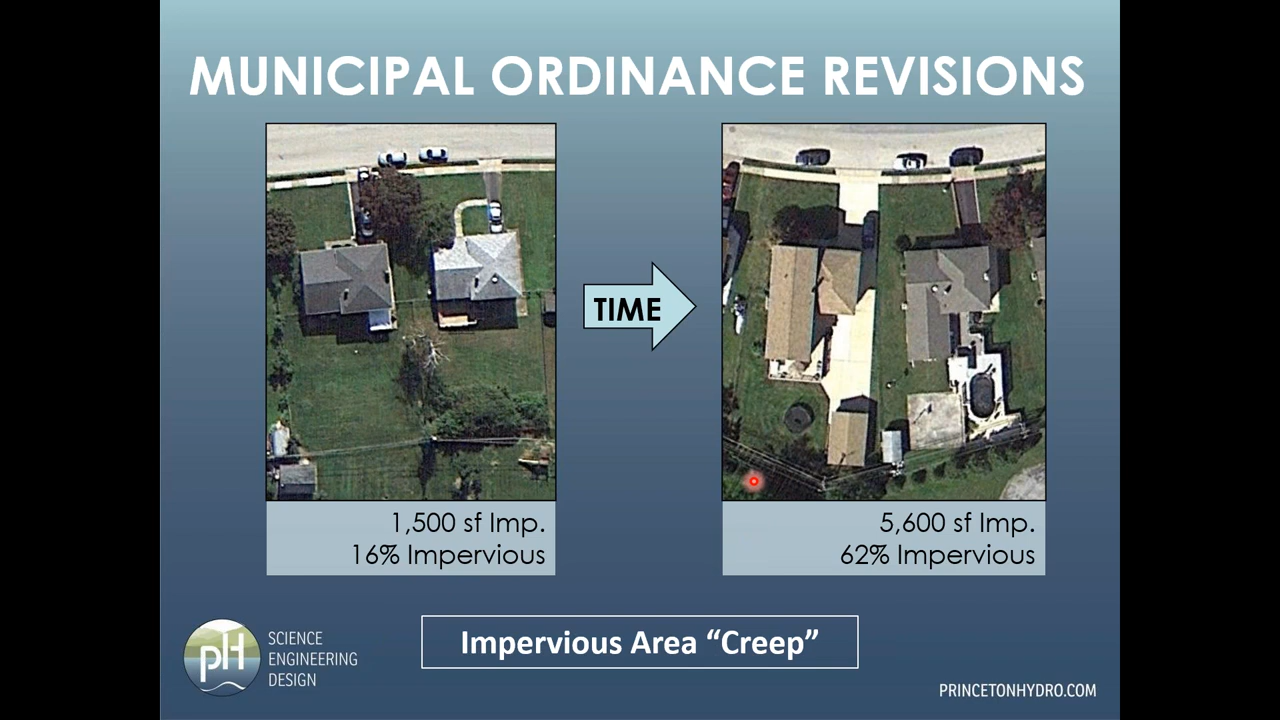 MUNICIPAL ORDINANCE REVISIONS
TIME
1,500 sf Imp.
16% Impervious
5,600 sf Imp.
62% Impervious
Impervious Area “Creep”
pH
SCIENCE
ENGINEERING
DESIGN
PRINCETONHYDRO.COM